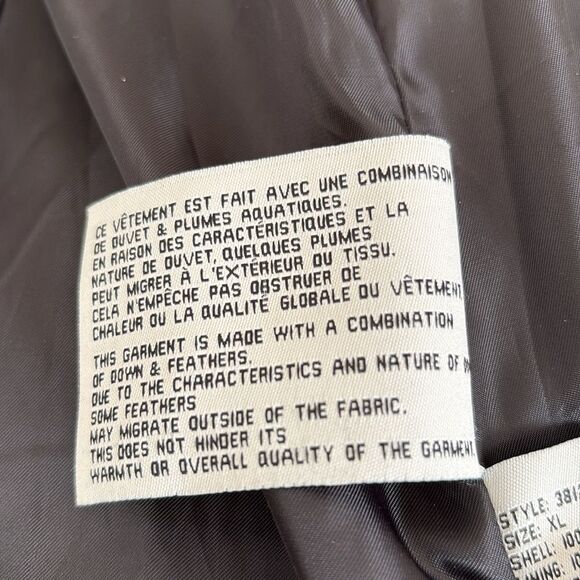 CE VÊTEMENT EST FAIT AVEC UNE COMBINAISON
DE DUVET & PLUMES AQUATIQUES.
EN RAISON DES CARACTÉRISTIQUES ET LA
NATURE DE DUVET, QUELQUES PLUMES
PEUT MIGRER À L'EXTÉRIEUR DU TISSU.
CELA N'EMPÊCHE PAS OBSTRUER DE
CHALEUR OU LA QUALITÉ GLOBALE DU VÊTEMENT.
THIS GARMENT IS MADE WITH A COMBINATION
OF DOWN & FEATHERS.
DUE TO THE CHARACTERISTICS AND NATURE OF
SOME FEATHERS
MAY MIGRATE OUTSIDE OF THE FABRIC.
THIS DOES NOT HINDER ITS
WARMTH OR OVERALL QUALITY OF THE GARMENT.
STYLE:
SIZE: XL
SHELL: 100